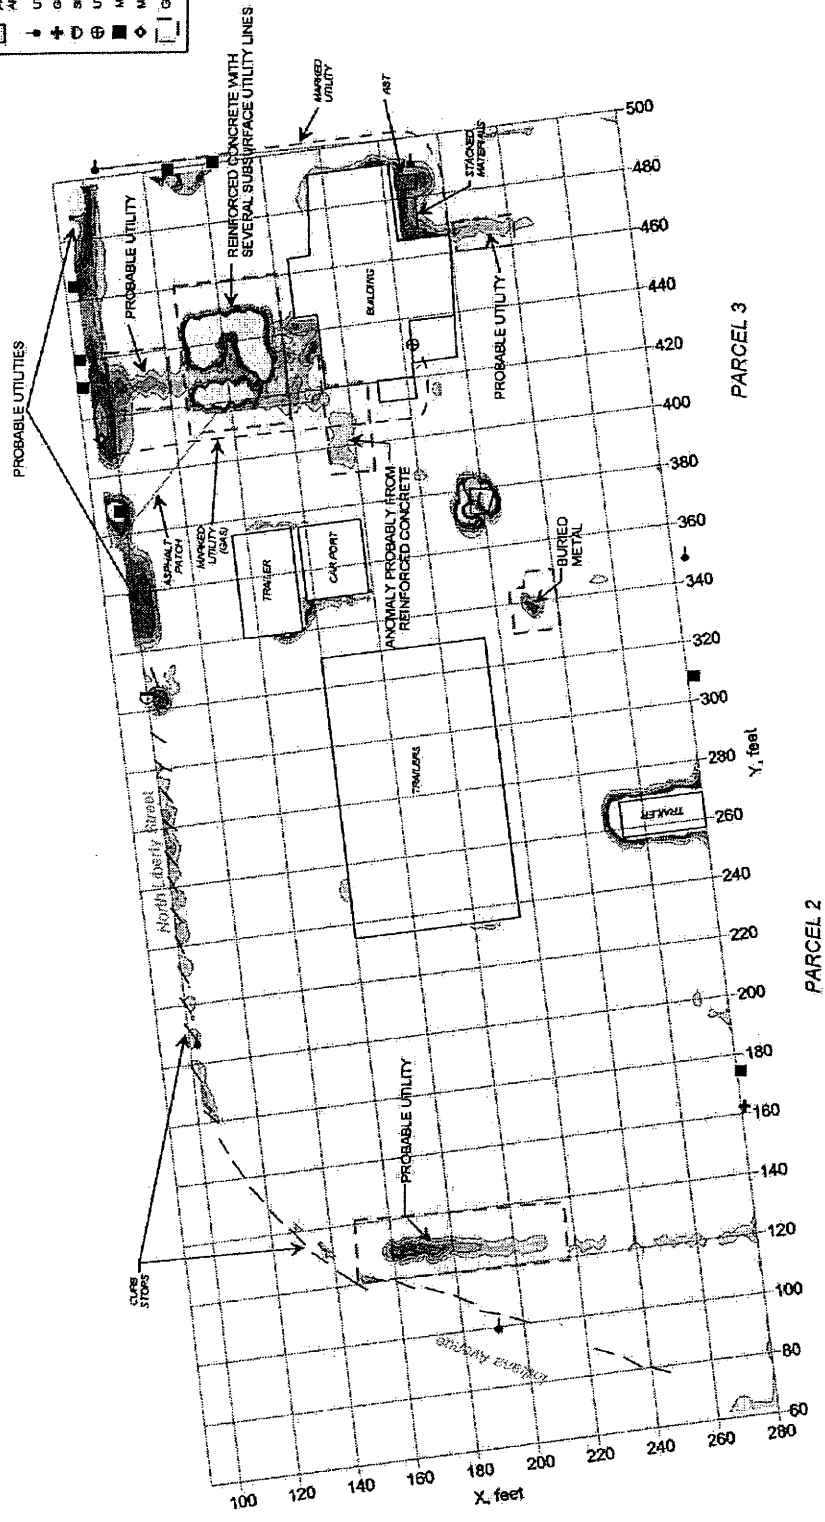 PROBABLE UTILITIES
PROBABLE UTILITY
REINFORCED CONCRETE WITH
SEVERAL SUBSURFACE UTILITY LINES
MARKED
UTILITY
AST
STACKED
MATERIALS
BUILDING
PROBABLE UTILITY
ASPHALT
PATCH
MARKED
UTILITY
(GAS)
TRAILER
CAR PORT
ANOMALY PROBABLY FROM
REINFORCED CONCRETE
BURIED
METAL
TRAILERS
TRAILER
North Liberty Street
CURB
STOPS
PROBABLE UTILITY
Indiana Avenue
500
480
460
440
420
400
380
360
340
320
300
280
260
240
220
200
180
160
140
120
100
80
60
Y, feet
100
120
140
160
180
200
220
240
260
280
X, feet
PARCEL 3
PARCEL 2